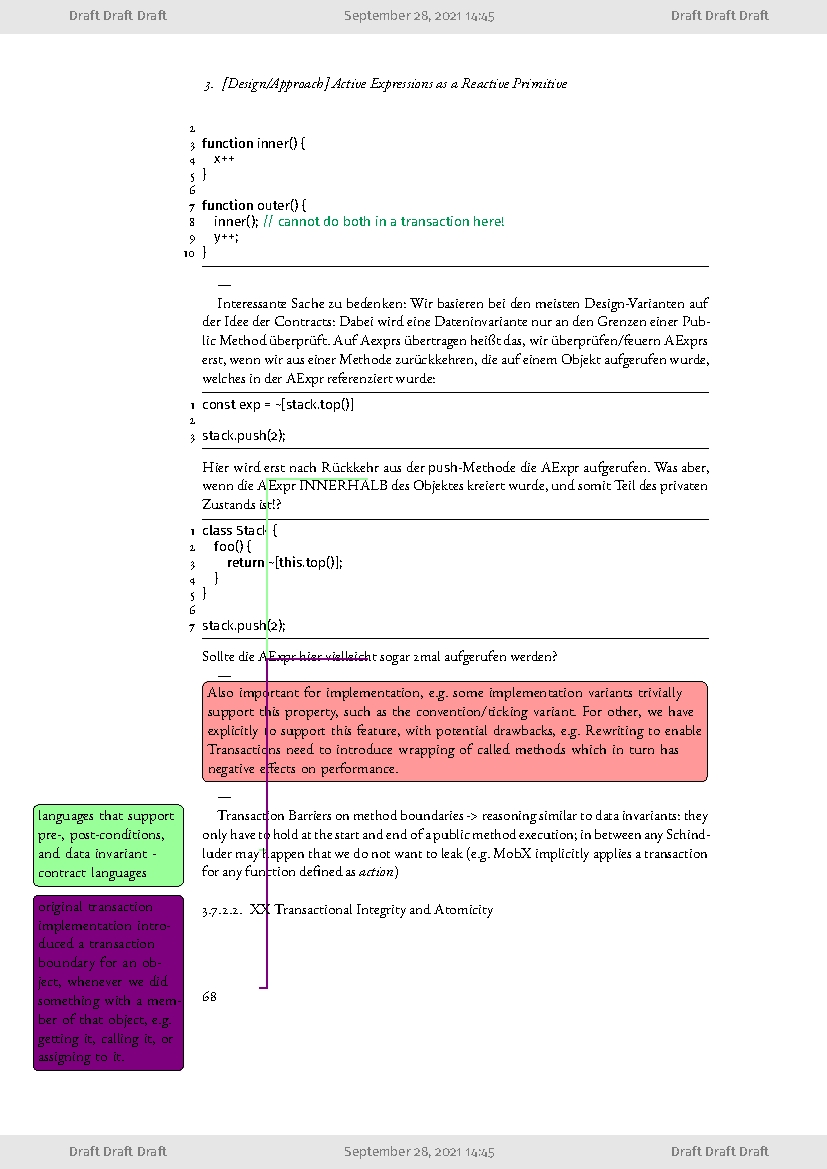 Draft Draft Draft September 28, 2021 14:45 Draft Draft Draft
3. [Design/Approach] Active Expressions as a Reactive Primitive
2
3 function inner() {
4 x++
5 }
6
7 function outer() {
8 inner(); // cannot do both in a transaction here!
9 y++;
10 }
—
Interessante Sache zu bedenken: Wir basieren bei den meisten Design-Varianten auf
der Idee der Contracts: Dabei wird eine Dateninvariante nur an den Grenzen einer Pub-
lic Method überprüft. Auf Aexprs übertragen heißt das, wir überprüfen/feuern AExprs
erst, wenn wir aus einer Methode zurückkehren, die auf einem Objekt aufgerufen wurde,
welches in der AExpr referenziert wurde:
1 const exp = ~[stack.top()]
2
3 stack.push(2);
Hier wird erst nach Rückkehr aus der push-Methode die AExpr aufgerufen. Was aber,
wenn die AExpr INNERHALB des Objektes kreiert wurde, und somit Teil des privaten
Zustands ist!?
1 class Stack {
2 foo() {
3 return ~[this.top()];
4 }
5 }
6
7 stack.push(2);
Sollte die AExpr hier vielleicht sogar 2mal aufgerufen werden?
—
Also important for implementation, e.g. some implementation variants trivially
support this property, such as the convention/ticking variant. For other, we have
explicitly to support this feature, with potential drawbacks, e.g. Rewriting to enable
Transactions need to introduce wrapping of called methods which in turn has
negative effects on performance.
—
Transaction Barriers on method boundaries -> reasoning similar to data invariants: they
only have to hold at the start and end of a public method execution; in between any Schind-
luder may happen that we do not want to leak (e.g. MobX implicitly applies a transaction
for any function defined as action)
languages that support
pre-, post-conditions,
and data invariant -
contract languages
original transaction
implementation intro-
duced a transaction
boundary for an ob-
ject, whenever we did
something with a mem-
ber of that object, e.g.
getting it, calling it, or
assigning to it.
3.7.2.2. XX Transactional Integrity and Atomicity
68
Draft Draft Draft September 28, 2021 14:45 Draft Draft Draft